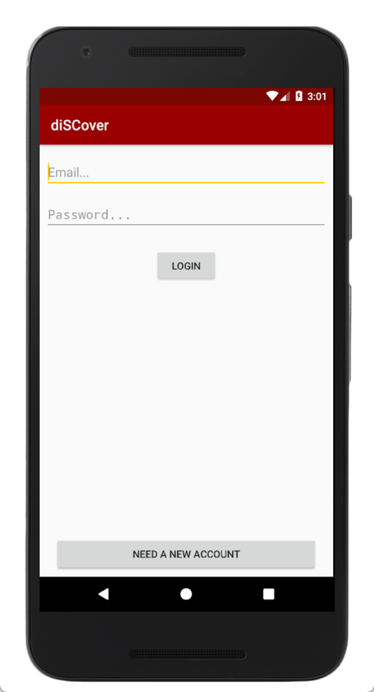 3:01
diSCover
Email...
Password...
LOGIN
NEED A NEW ACCOUNT